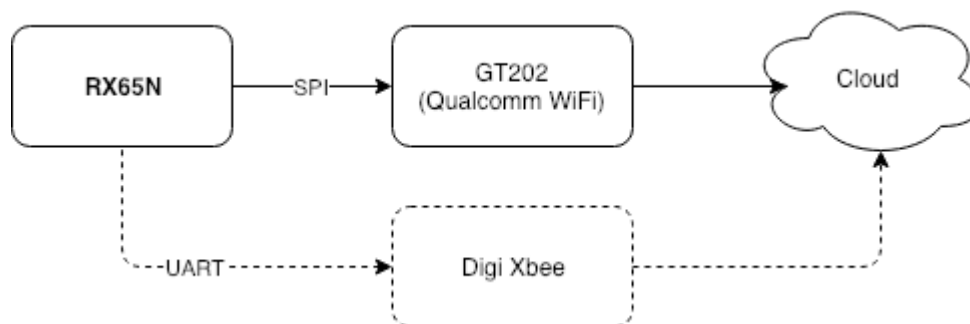 RX65N
SPI
GT202
(Qualcomm WiFi)
Cloud
UART
Digi Xbee